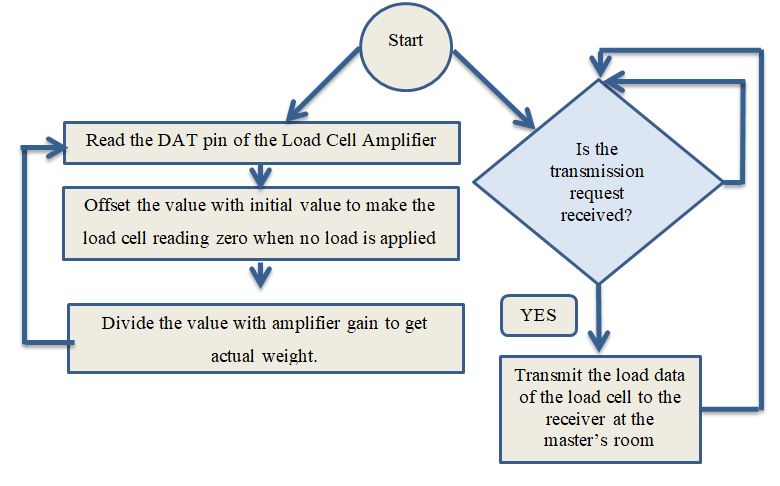 Start
Read the DAT pin of the Load Cell Amplifier
Offset the value with initial value to make the
load cell reading zero when no load is applied
Divide the value with amplifier gain to get
actual weight.
Is the
transmission
request
received?
YES
Transmit the load data
of the load cell to the
receiver at the
master’s room